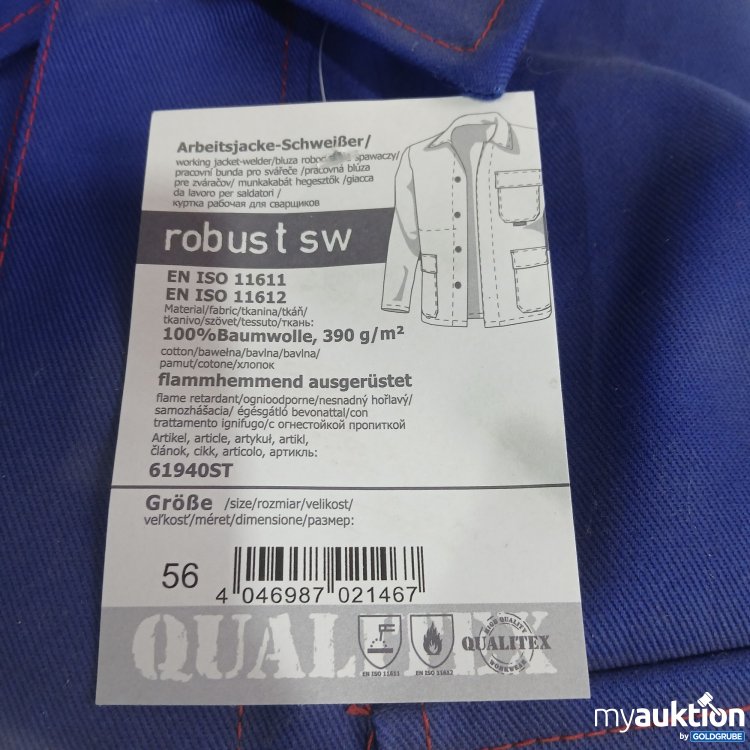 Arbeitsjacke-Schweißer/
working jacket-welder/bluza spawaczy/
pracovní bunda pro svářeče /pracovná blúza
pre zváračov/ munkakabát hegesztők /giacca
da lavoro per saldatori /
куртка рабочая для сварщиков
robust sw
EN ISO 11611
EN ISO 11612
Material/fabric/tkanina/tkáň/
tkanivo/szövet/tessuto/ткань:
100%Baumwolle, 390 g/m²
cotton/bawełna/bavlna/bavlna/
pamut/cotone/хлопок
flammhemmend ausgerüstet
flame retardant/ognioodporne/nesnadný hořlavý/
samozhášacia/ égésgátló bevonattal/con
trattamento ignifugo/с огнестойкой пропиткой
Artikel, article, artykuł, artikl,
článok, cikk, articolo, артикль:
61940ST
Größe /size/rozmiar/velikost/
veľkosť/méret/dimensione/размер:
56
4 046987 021467
QUALITEX
EN ISO 11611
EN ISO 11612
HIGH QUALITY
QUALITEX
WORKWEAR
myauktion
by GOLDGRUBE